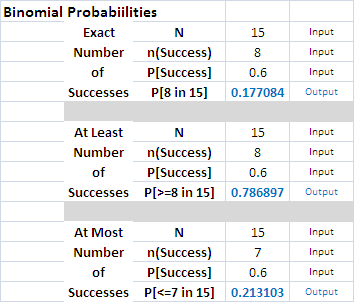 Binomial Probabiilities
Exact N 15 Input
Number n(Success) 8 Input
of P[Success] 0.6 Input
Successes P[8 in 15] 0.177084 Output
At Least N 15 Input
Number n(Success) 8 Input
of P[Success] 0.6 Input
Successes P[>=8 in 15] 0.786897 Output
At Most N 15 Input
Number n(Success) 7 Input
of P[Success] 0.6 Input
Successes P[<=7 in 15] 0.213103 Output